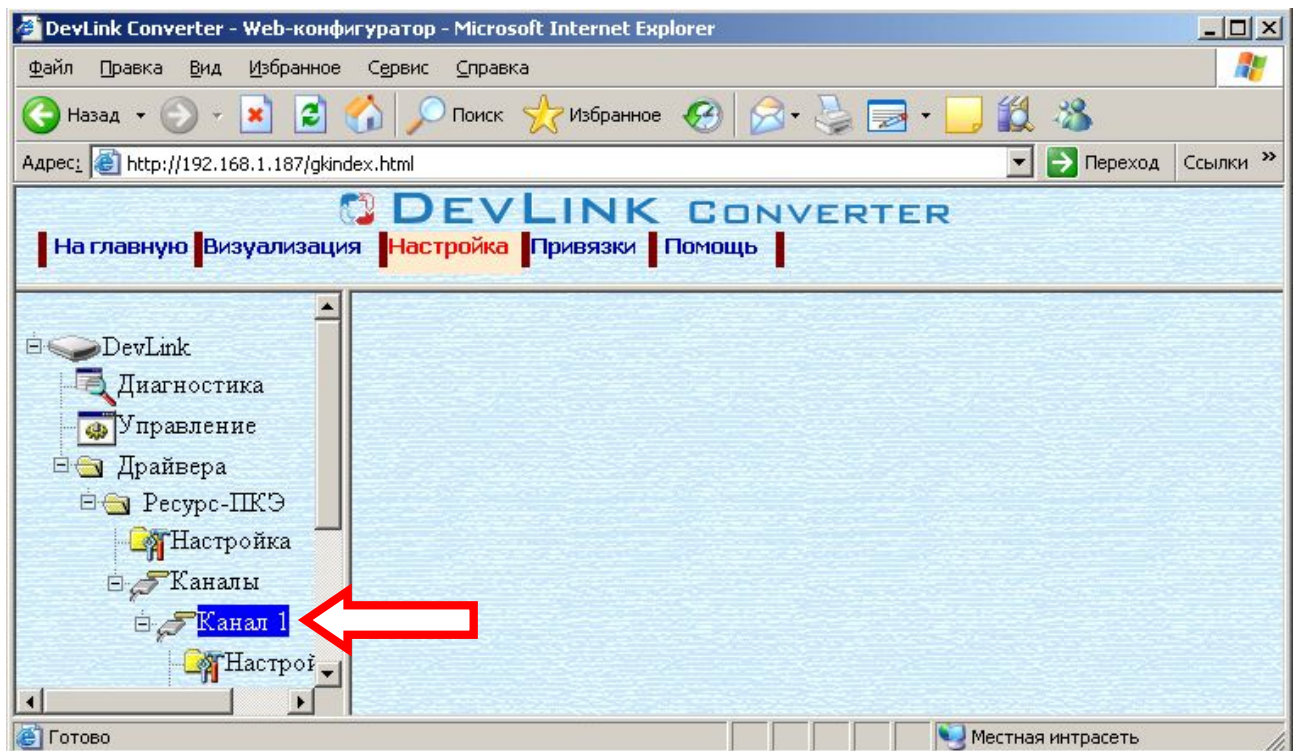 DevLink Converter - Web-конфигуратор - Microsoft Internet Explorer
Файл Правка Вид Избранное Сервис Справка
Назад Поиск Избранное
Адрес: http://192.168.1.187/gkindex.html Переход Ссылки »
DEVLINK CONVERTER
На главную Визуализация Настройка Привязки Помощь
DevLink
Диагностика
Управление
Драйвера
Ресурс-ПКЭ
Настройка
Каналы
Канал 1
Настрой
Готово Местная интрасеть